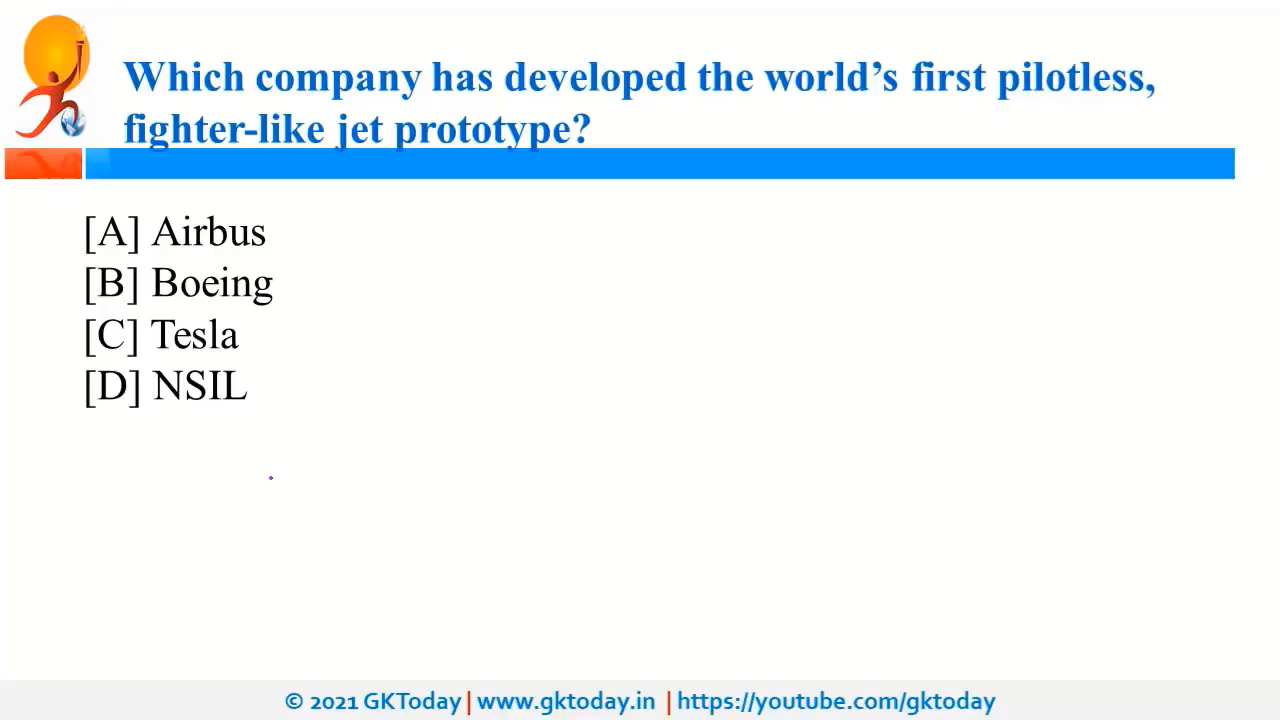 Which company has developed the world’s first pilotless,
fighter-like jet prototype?
[A] Airbus
[B] Boeing
[C] Tesla
[D] NSIL
© 2021 GKToday | www.gktoday.in | https://youtube.com/gktoday